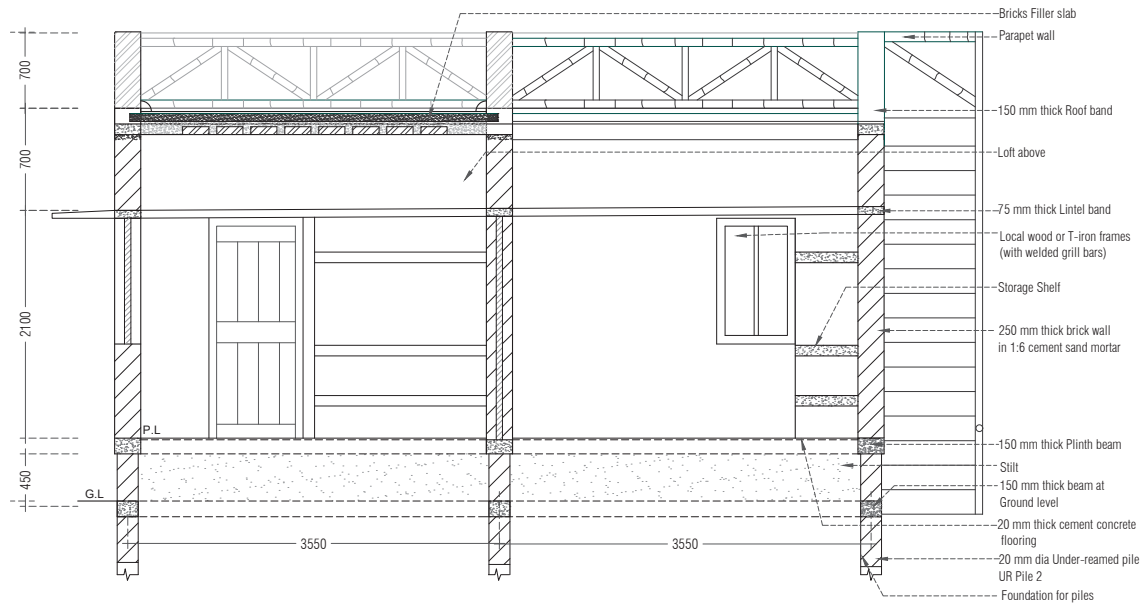 Bricks Filler slab
Parapet wall
700
150 mm thick Roof band
700
Loft above
75 mm thick Lintel band
Local wood or T-iron frames
(with welded grill bars)
Storage Shelf
2100
250 mm thick brick wall
in 1:6 cement sand mortar
P.L
150 mm thick Plinth beam
Stilt
450
G.L
150 mm thick beam at
Ground level
20 mm thick cement concrete
flooring
3550
3550
20 mm dia Under-reamed pile
UR Pile 2
Foundation for piles